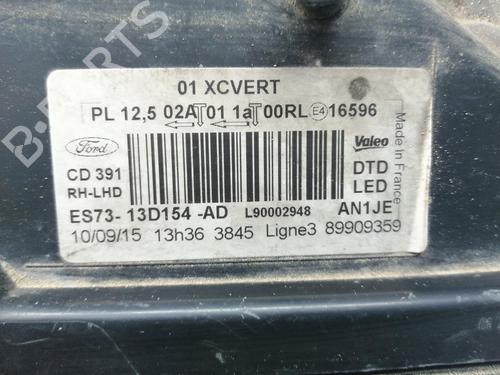 B-PARTS
01 XCVERT
PL 12,5 02A 01 1a 00RL E4 16596
Ford
Valeo
CD 391
DTD
RH-LHD
LED
ES73- 13D154 -AD L90002948 AN1JE
10/09/15 13h36 3845 Ligne3 89909359
Made in France